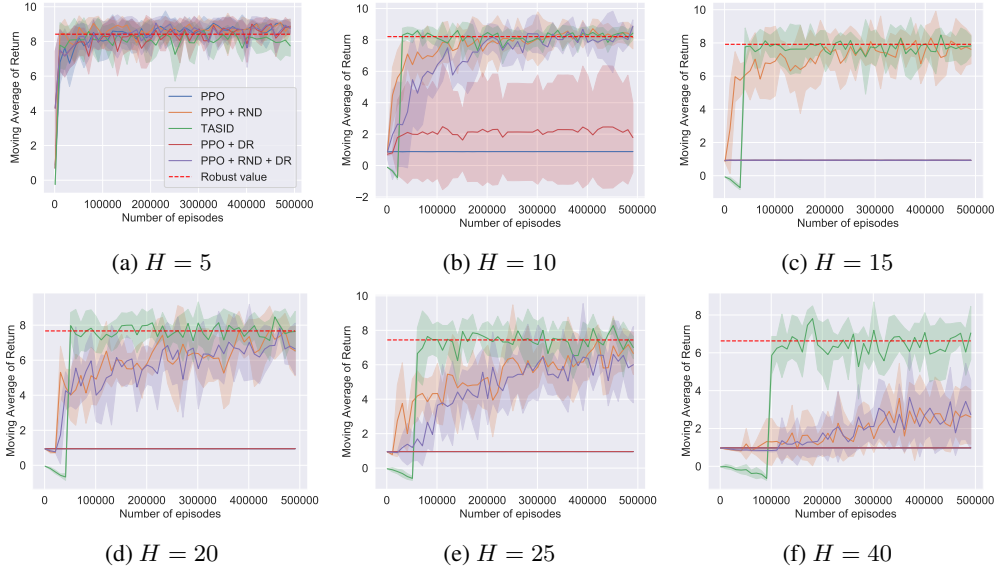 Moving Average of Return
10
8
6
4
2
0
PPO
PPO + RND
TASID
PPO + DR
PPO + RND + DR
Robust value
0 100000 200000 300000 400000 500000
Number of episodes
(a) H = 5
Moving Average of Return
10
8
6
4
2
0
−2
0 100000 200000 300000 400000 500000
Number of episodes
(b) H = 10
Moving Average of Return
10
8
6
4
2
0
0 100000 200000 300000 400000 500000
Number of episodes
(c) H = 15
Moving Average of Return
8
6
4
2
0
0 100000 200000 300000 400000 500000
Number of episodes
(d) H = 20
Moving Average of Return
10
8
6
4
2
0
0 100000 200000 300000 400000 500000
Number of episodes
(e) H = 25
Moving Average of Return
8
6
4
2
0
0 100000 200000 300000 400000 500000
Number of episodes
(f) H = 40